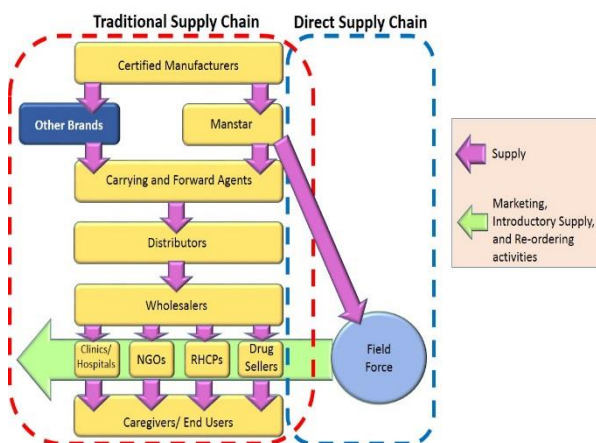 Traditional Supply Chain
Direct Supply Chain
Certified Manufacturers
Other Brands
Manstar
Carrying and Forward Agents
Distributors
Wholesalers
Clinics/
Hospitals
NGOs
RHCPs
Drug
Sellers
Field
Force
Caregivers/ End Users
Supply
Marketing,
Introductory Supply,
and Re-ordering
activities